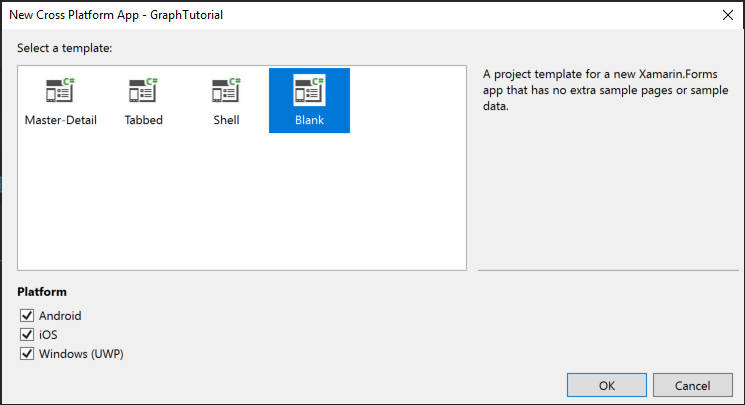 New Cross Platform App - GraphTutorial
Select a template:
C# C# C# C#
Master-Detail Tabbed Shell Blank
A project template for a new Xamarin.Forms
app that has no extra sample pages or sample
data.
Platform
Android
iOS
Windows (UWP)
OK Cancel